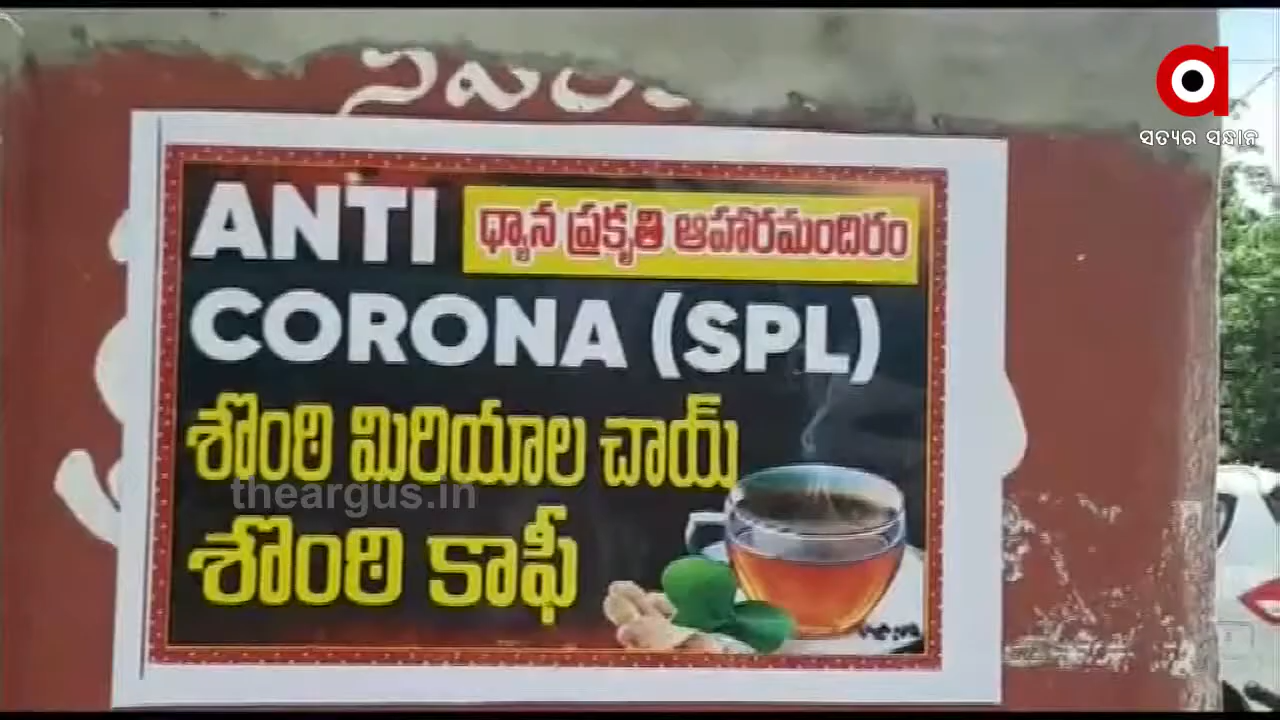 ସତ୍ୟର ସନ୍ଧାନ
ANTI
ధ్యాన ప్రకృతి ఆహారమందిరం
CORONA (SPL)
శొంఠి మిరియాల చాయ్
theargus.in
శొంఠి కాఫీ